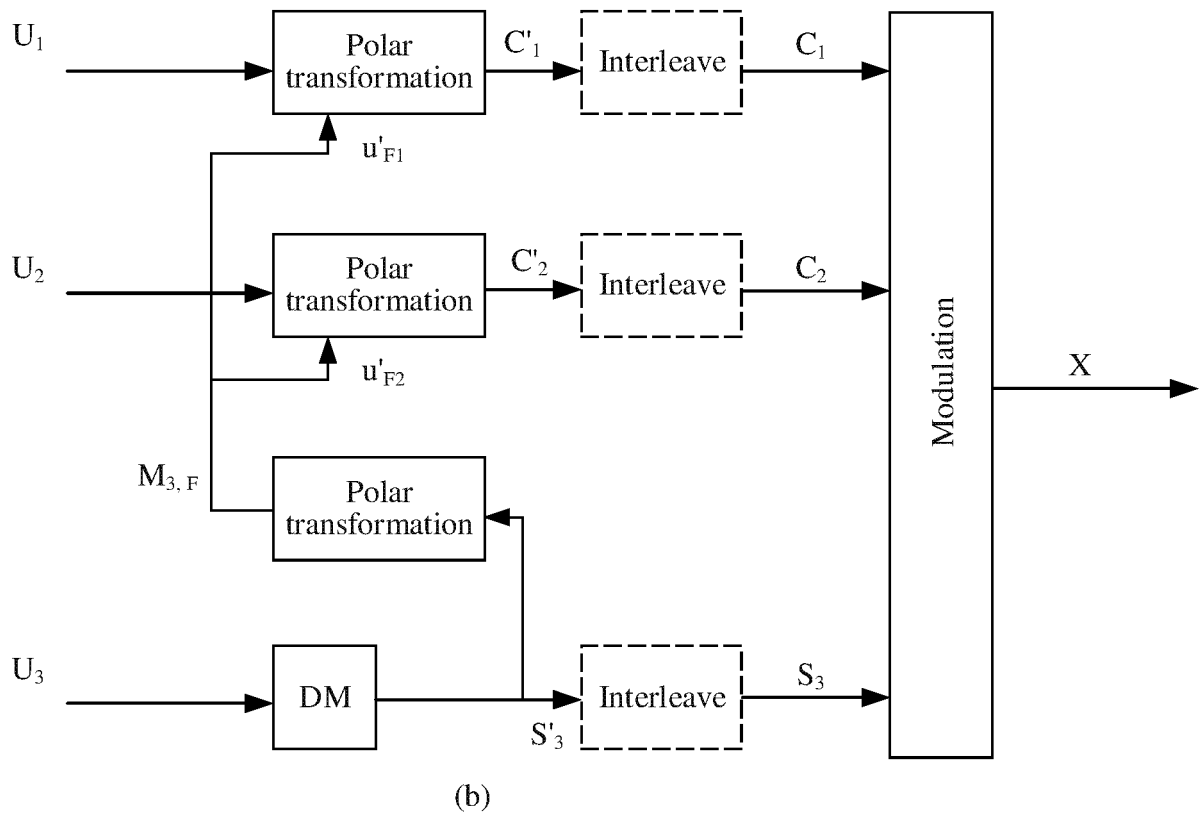 U1
Polar
transformation
C'1
Interleave
C1
u'F1
U2
Polar
transformation
C'2
Interleave
C2
u'F2
Modulation
X
M3, F
Polar
transformation
U3
DM
S'3
Interleave
S3
(b)